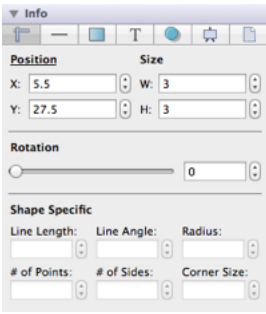 Info
T
Position Size
X: 5.5 W: 3
Y: 27.5 H: 3
Rotation
0
Shape Specific
Line Length: Line Angle: Radius:
# of Points: # of Sides: Corner Size: